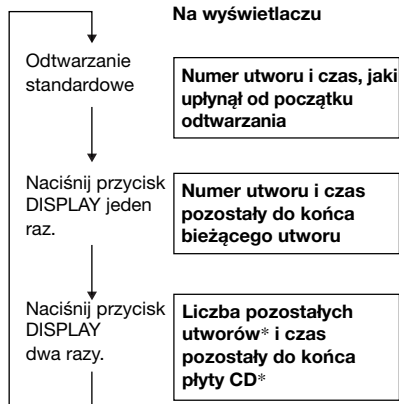 Na wyświetlaczu
Odtwarzanie
standardowe
Numer utworu i czas, jaki
upłynął od początku
odtwarzania
Naciśnij przycisk
DISPLAY jeden
raz.
Numer utworu i czas
pozostały do końca
bieżącego utworu
Naciśnij przycisk
DISPLAY
dwa razy.
Liczba pozostałych
utworów* i czas
pozostały do końca
płyty CD*